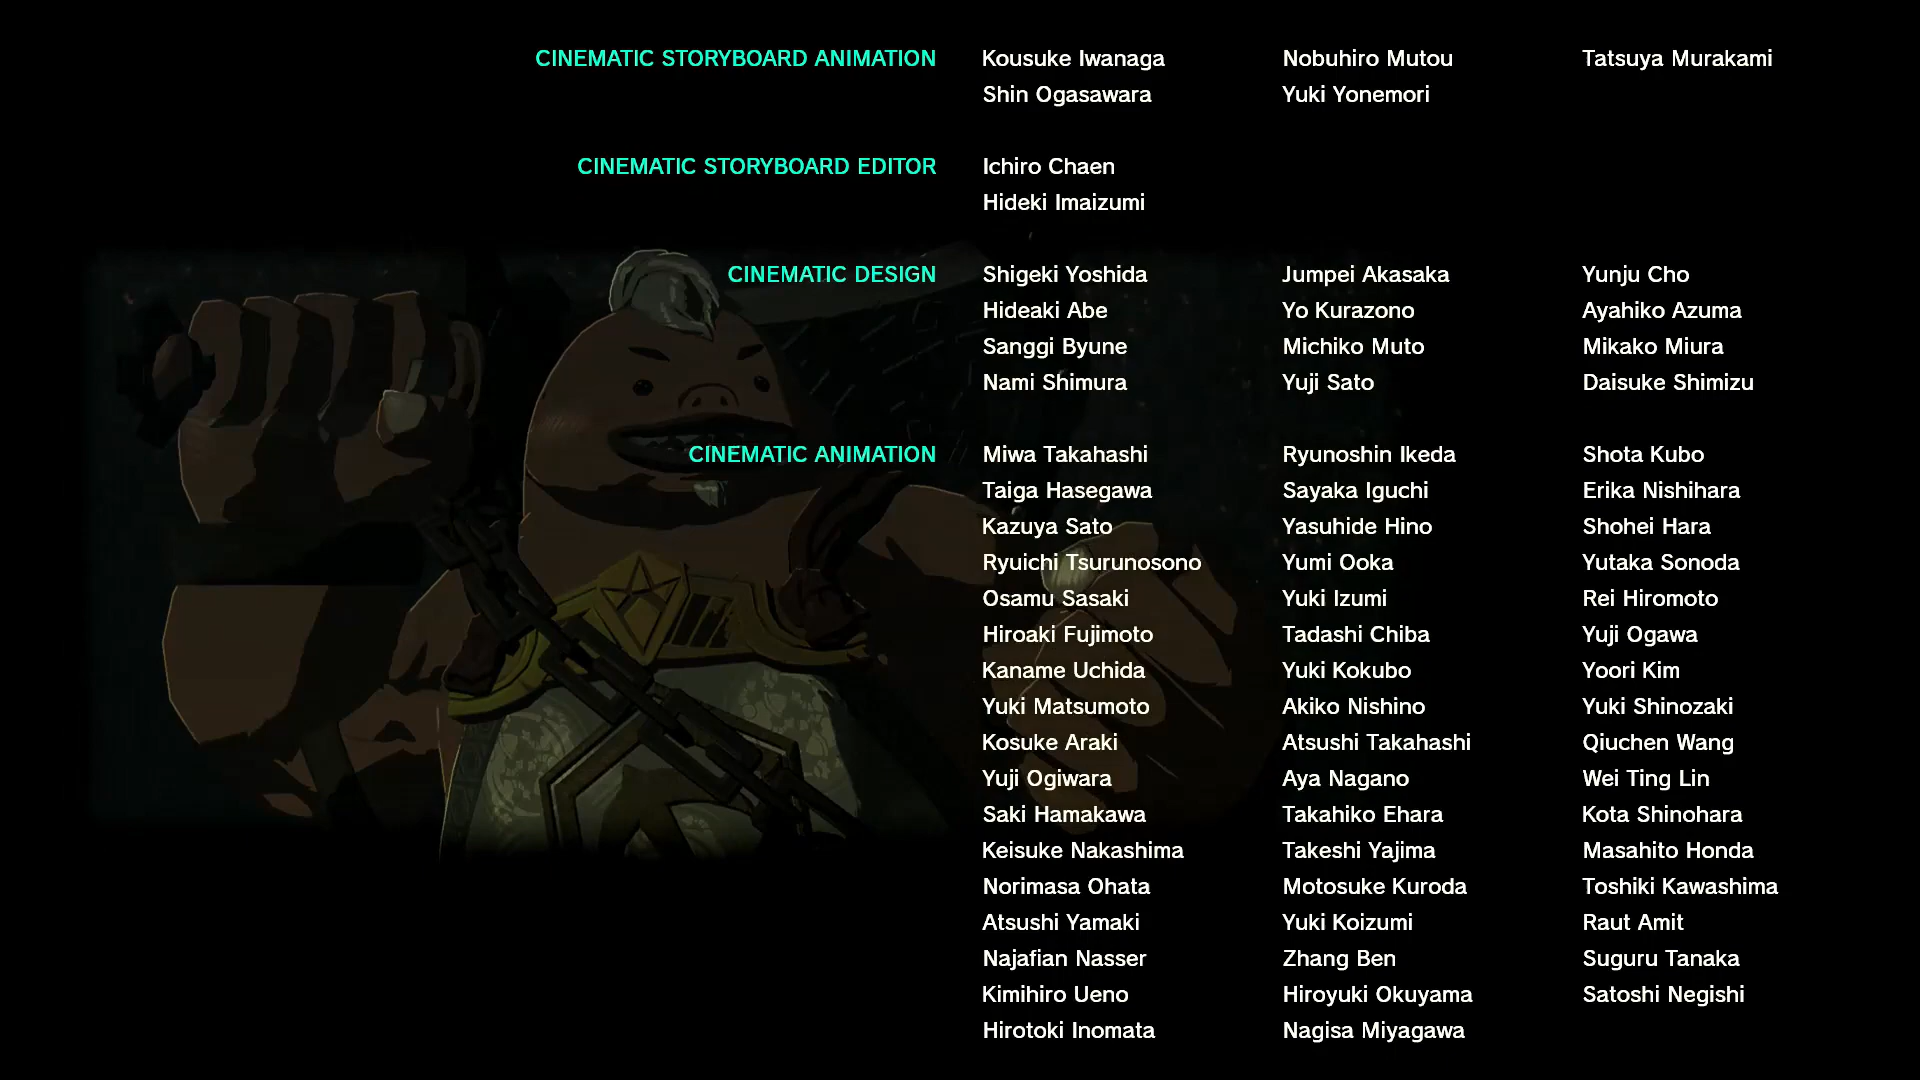 CINEMATIC STORYBOARD ANIMATION Kousuke Iwanaga Nobuhiro Mutou Tatsuya Murakami
Shin Ogasawara Yuki Yonemori
CINEMATIC STORYBOARD EDITOR Ichiro Chaen
Hideki Imaizumi
CINEMATIC DESIGN Shigeki Yoshida Jumpei Akasaka Yunju Cho
Hideaki Abe Yo Kurazono Ayahiko Azuma
Sanggi Byune Michiko Muto Mikako Miura
Nami Shimura Yuji Sato Daisuke Shimizu
CINEMATIC ANIMATION Miwa Takahashi Ryunoshin Ikeda Shota Kubo
Taiga Hasegawa Sayaka Iguchi Erika Nishihara
Kazuya Sato Yasuhide Hino Shohei Hara
Ryuichi Tsurunosono Yumi Ooka Yutaka Sonoda
Osamu Sasaki Yuki Izumi Rei Hiromoto
Hiroaki Fujimoto Tadashi Chiba Yuji Ogawa
Kaname Uchida Yuki Kokubo Yoori Kim
Yuki Matsumoto Akiko Nishino Yuki Shinozaki
Kosuke Araki Atsushi Takahashi Qiuchen Wang
Yuji Ogiwara Aya Nagano Wei Ting Lin
Saki Hamakawa Takahiko Ehara Kota Shinohara
Keisuke Nakashima Takeshi Yajima Masahito Honda
Norimasa Ohata Motosuke Kuroda Toshiki Kawashima
Atsushi Yamaki Yuki Koizumi Raut Amit
Najafian Nasser Zhang Ben Suguru Tanaka
Kimihiro Ueno Hiroyuki Okuyama Satoshi Negishi
Hirotoki Inomata Nagisa Miyagawa